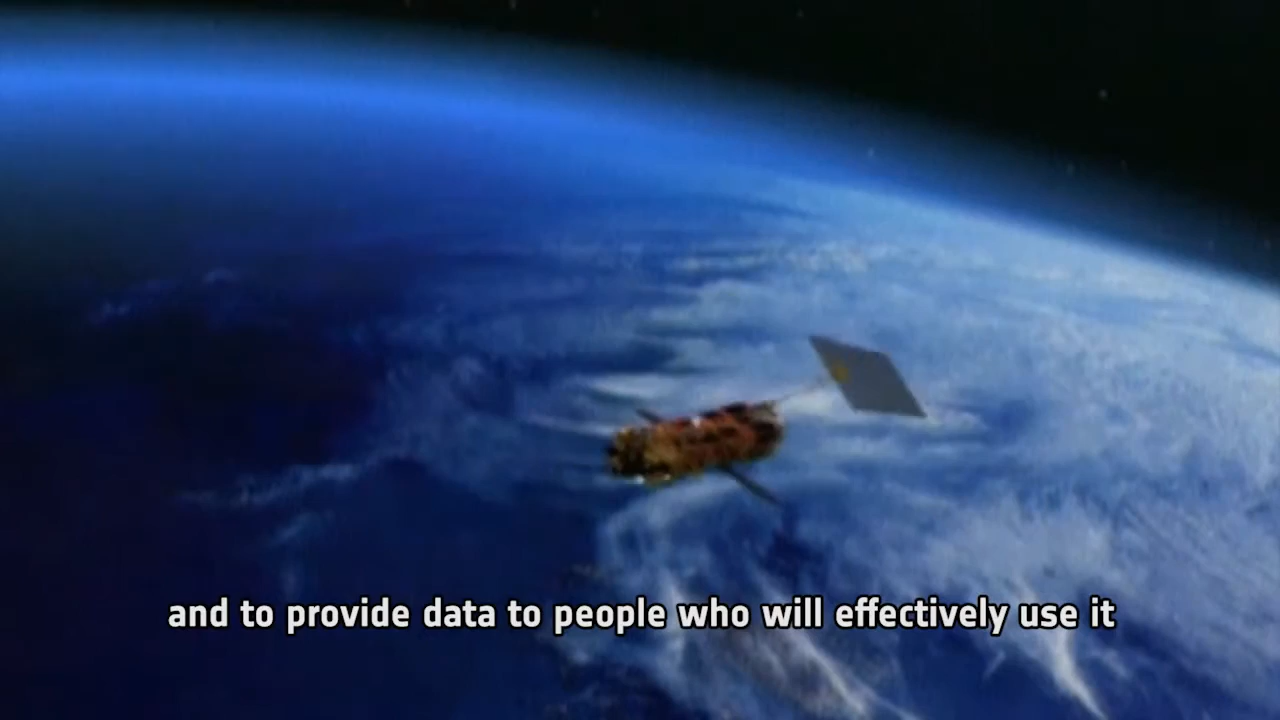 and to provide data to people who will effectively use it